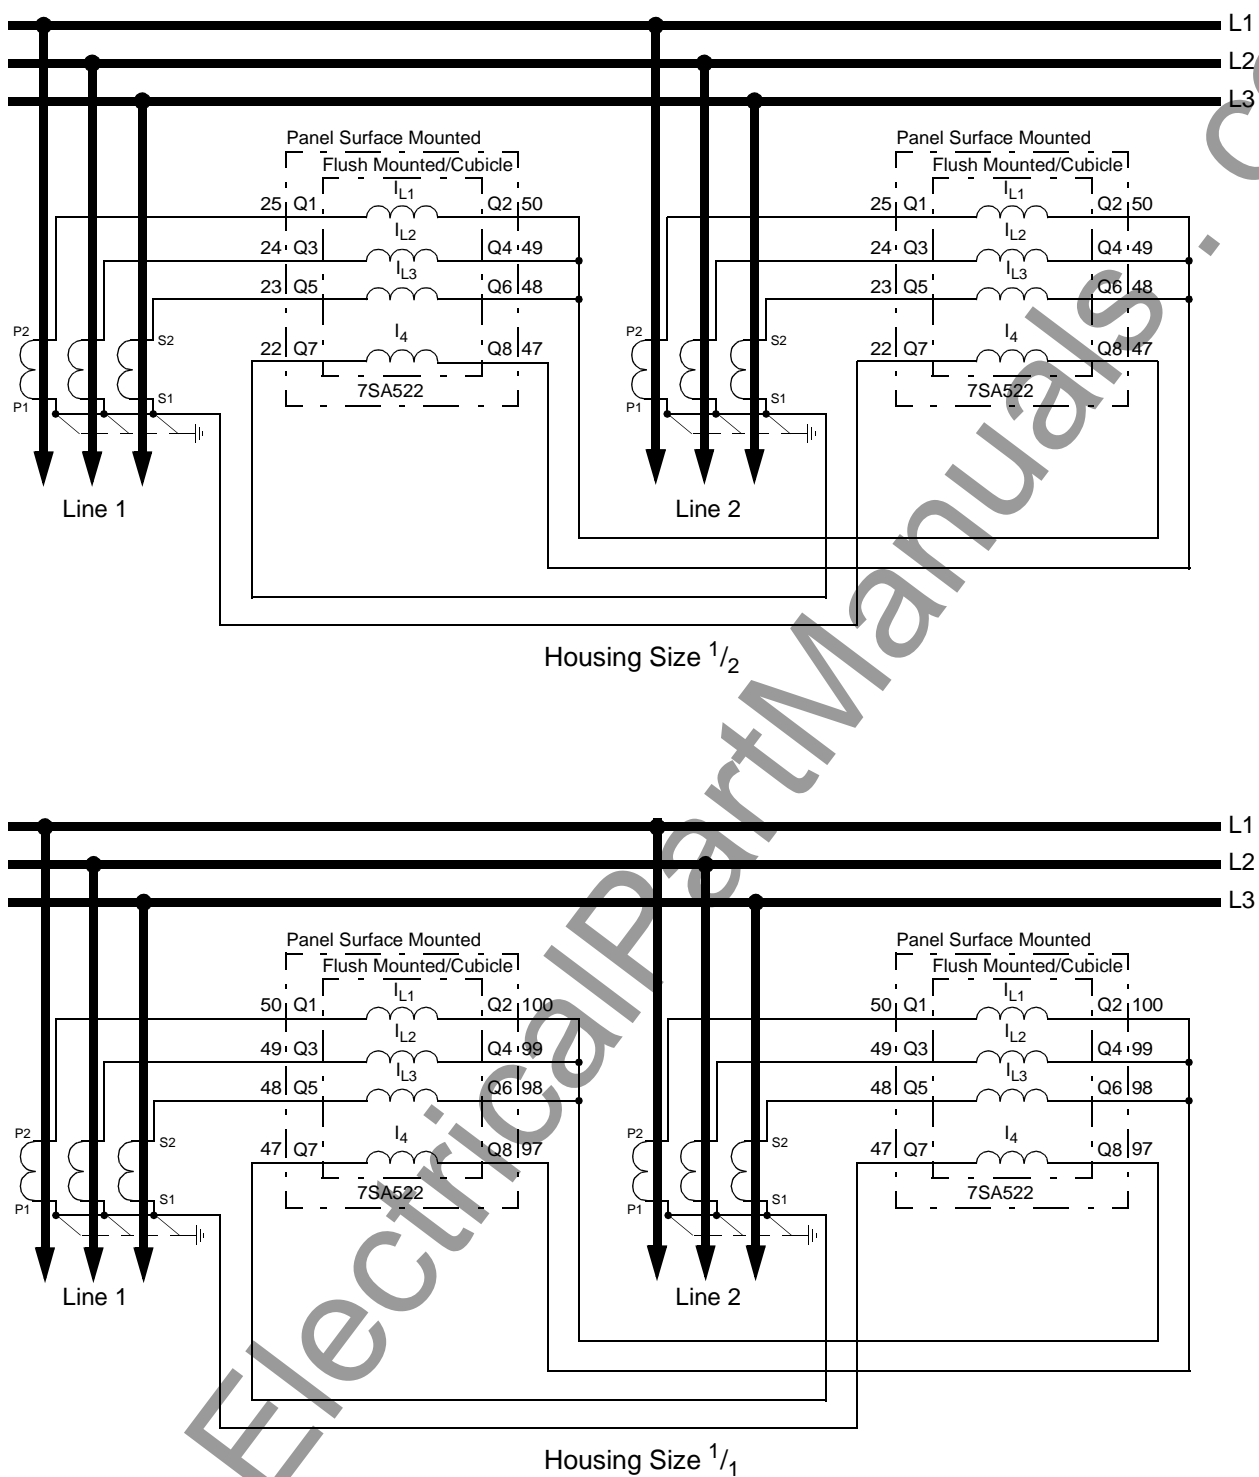 L1
L2
L3
Panel Surface Mounted Panel Surface Mounted
Flush Mounted/Cubicle Flush Mounted/Cubicle
IL1 IL1
25 Q1 Q2 50 25 Q1 Q2 50
IL2 IL2
24 Q3 Q4 49 24 Q3 Q4 49
IL3 IL3
23 Q5 Q6 48 23 Q5 Q6 48
P2 S2 I4 P2 S2 I4
22 Q7 Q8 47 22 Q7 Q8 47
7SA522 7SA522
P1 S1 P1 S1
Line 1 Line 2
Housing Size 1/2
L1
L2
L3
Panel Surface Mounted Panel Surface Mounted
Flush Mounted/Cubicle Flush Mounted/Cubicle
IL1 IL1
50 Q1 Q2 100 50 Q1 Q2 100
IL2 IL2
49 Q3 Q4 99 49 Q3 Q4 99
IL3 IL3
48 Q5 Q6 98 48 Q5 Q6 98
P2 S2 I4 P2 S2 I4
47 Q7 Q8 97 47 Q7 Q8 97
7SA522 7SA522
P1 S1 P1 S1
Line 1 Line 2
Housing Size 1/1
ElectricalPartManuals . c